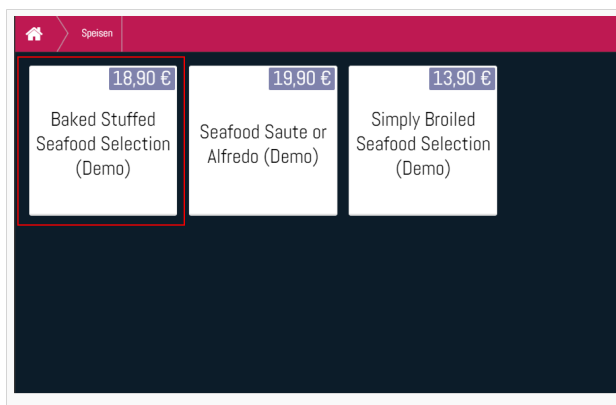 Speisen
18,90 €
Baked Stuffed
Seafood Selection
(Demo)
19,90 €
Seafood Saute or
Alfredo (Demo)
13,90 €
Simply Broiled
Seafood Selection
(Demo)